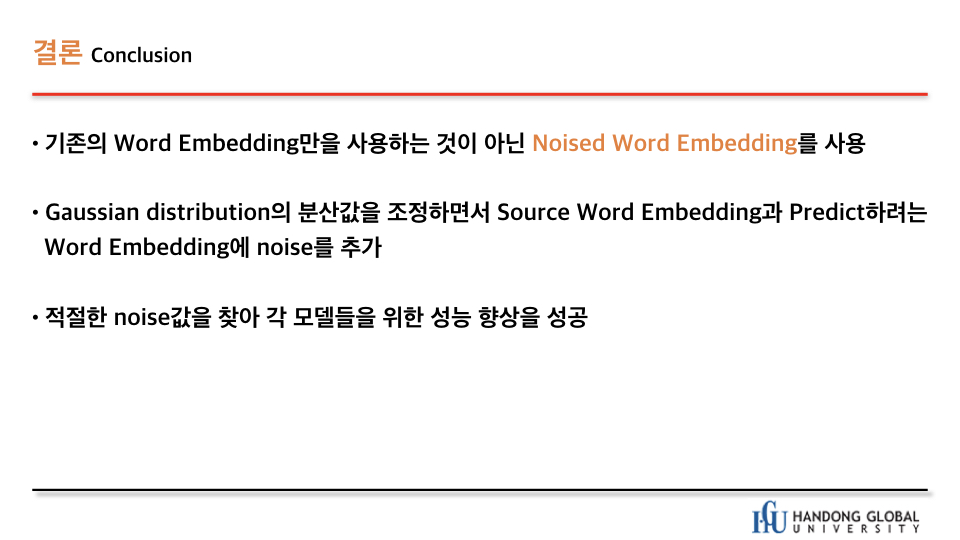 결론 Conclusion
• 기존의 Word Embedding만을 사용하는 것이 아닌 Noised Word Embedding를 사용
• Gaussian distribution의 분산값을 조정하면서 Source Word Embedding과 Predict하려는
Word Embedding에 noise를 추가
• 적절한 noise값을 찾아 각 모델들을 위한 성능 향상을 성공
HANDONG GLOBAL
UNIVERSITY